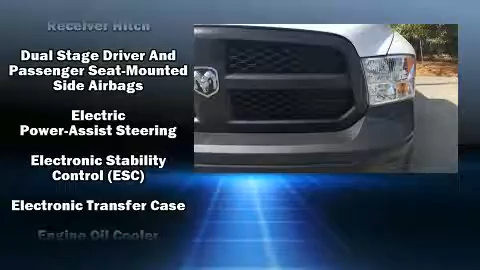 Receiver Hitch
Dual Stage Driver And
Passenger Seat-Mounted
Side Airbags
Electric
Power-Assist Steering
Electronic Stability
Control (ESC)
Electronic Transfer Case
Engine Oil Cooler